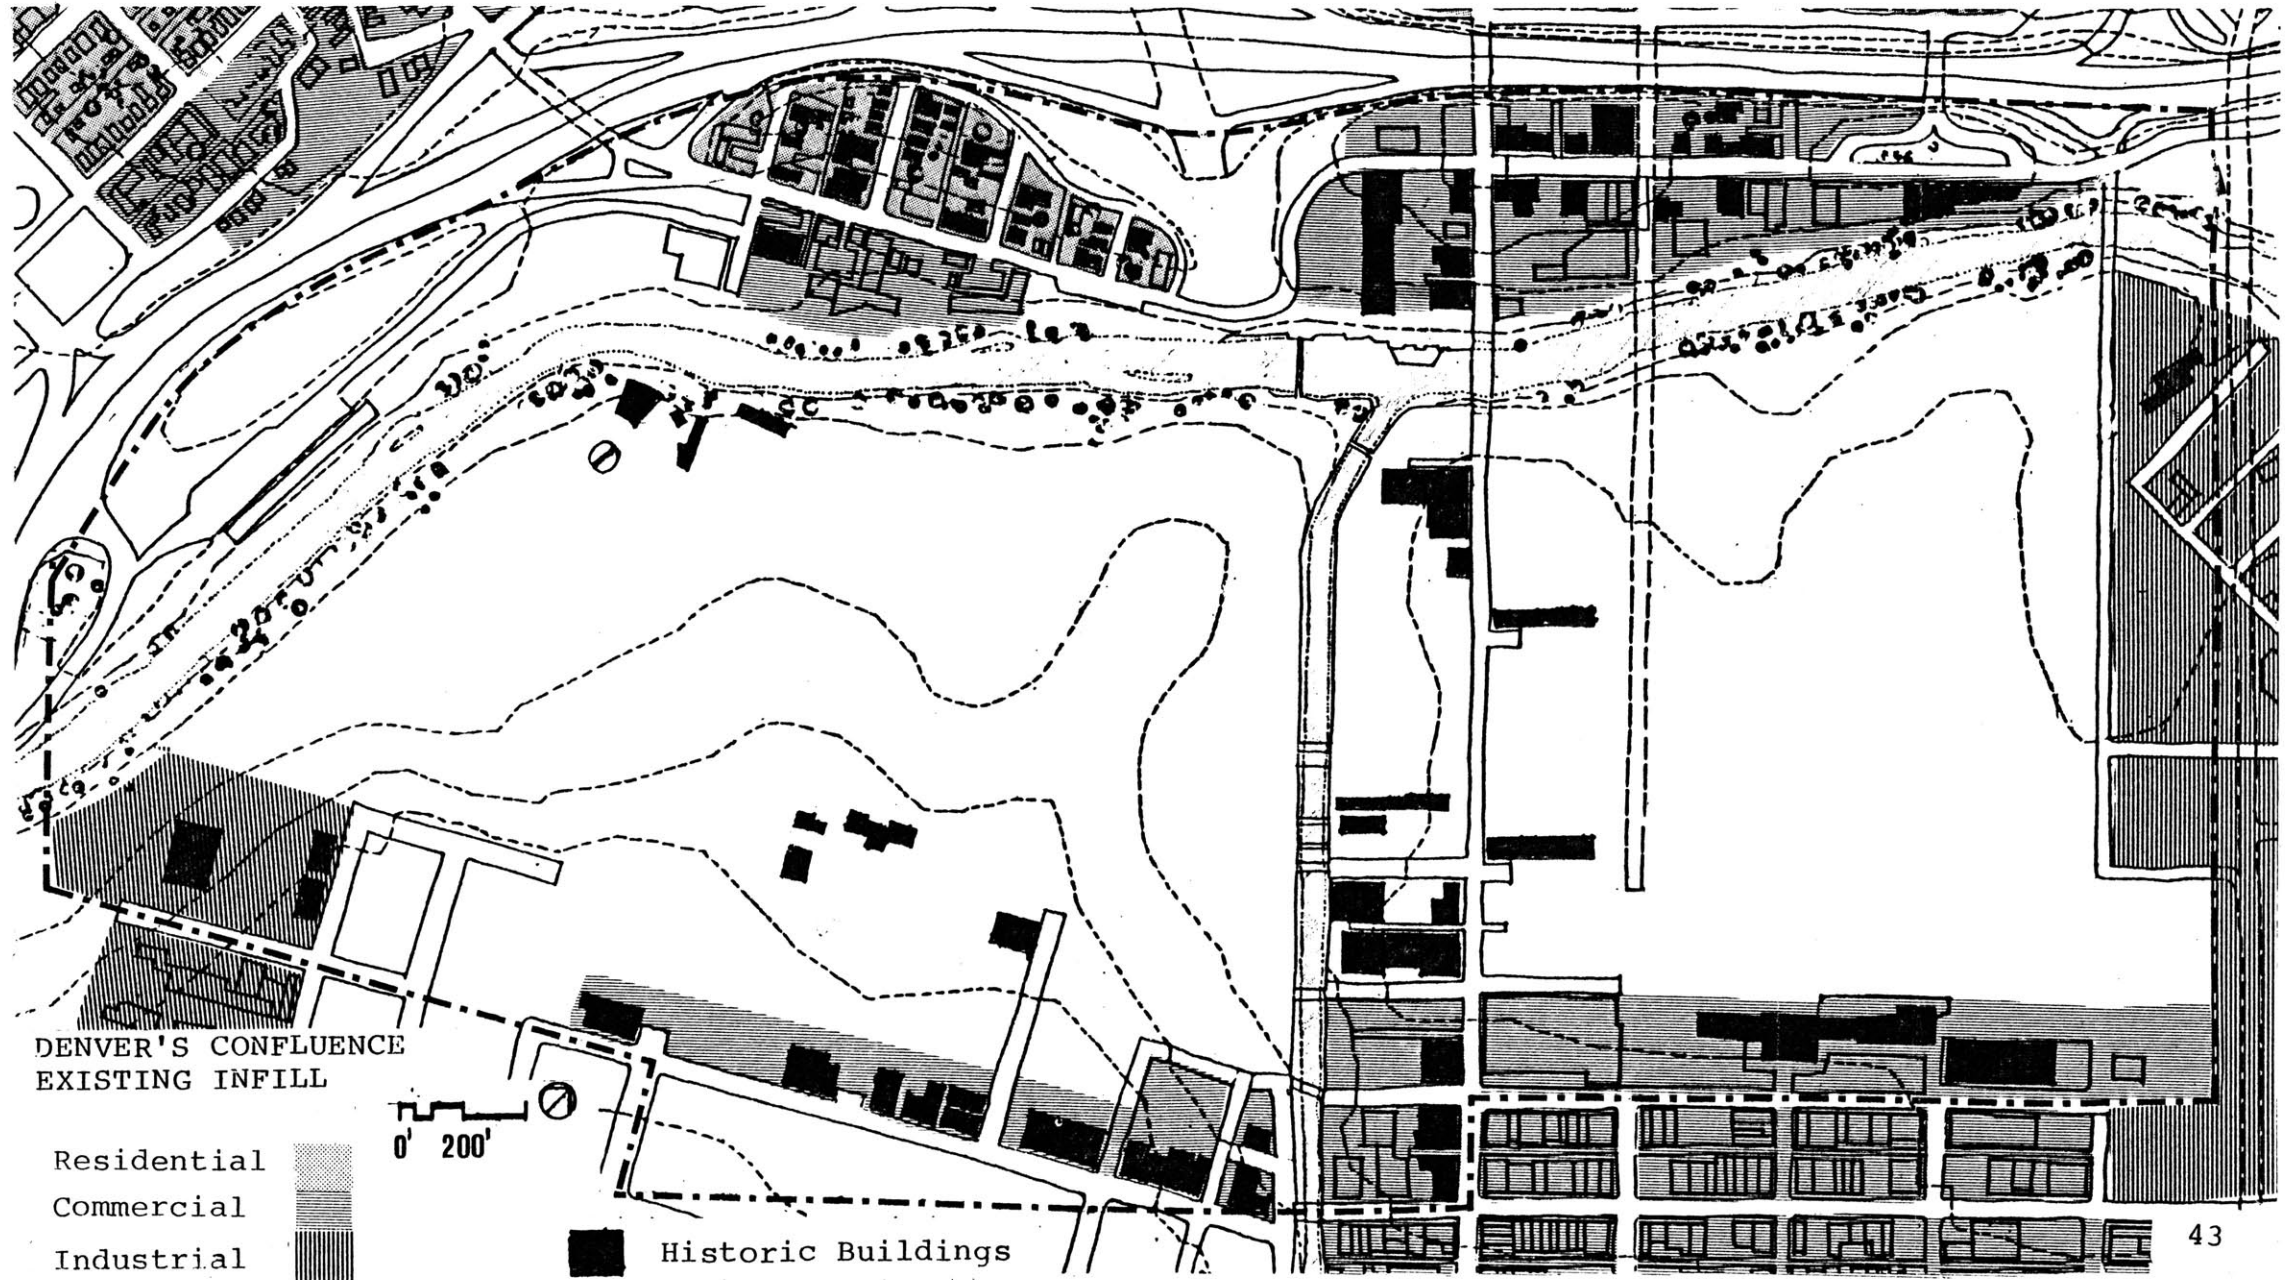 DENVER'S CONFLUENCE
EXISTING INFILL
0' 200'
Residential
Commercial
Industrial
Historic Buildings
43